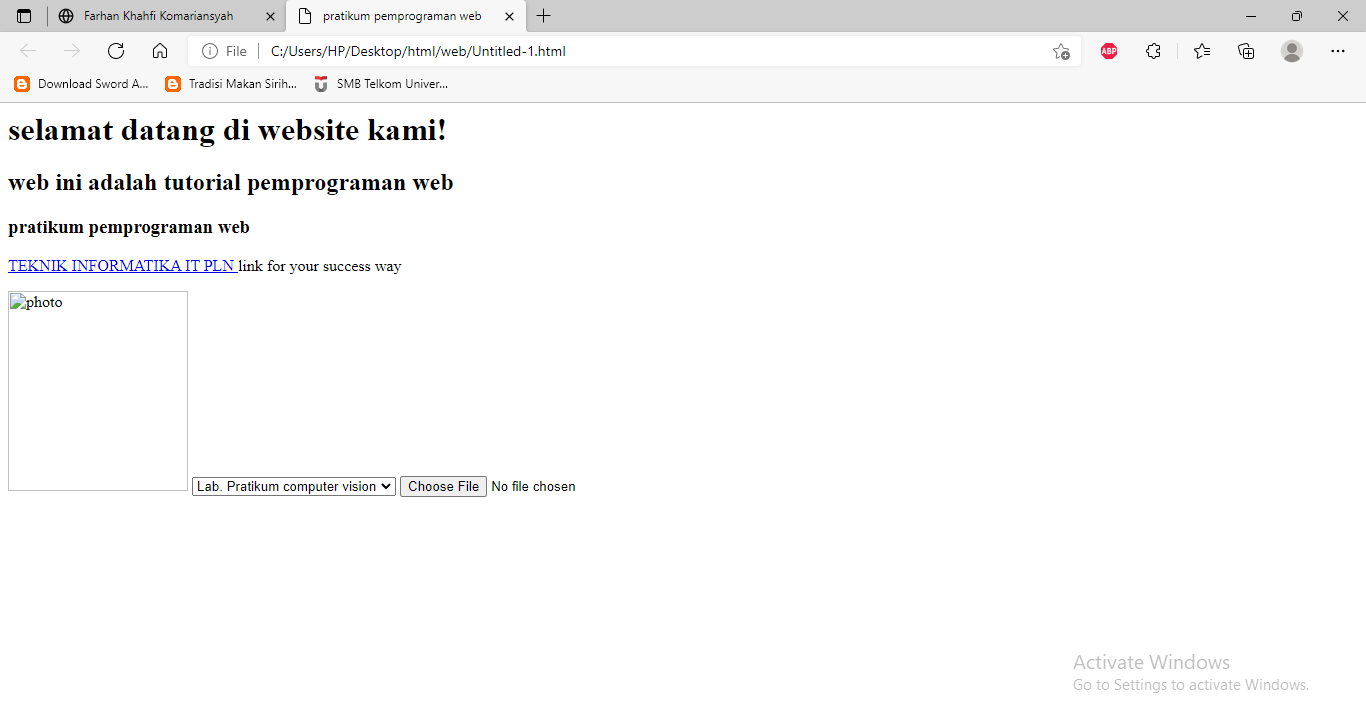 Farhan Khahfi Komariansyah
pratikum pemprograman web
File
C:/Users/HP/Desktop/html/web/Untitled-1.html
ABP
Download Sword A...
Tradisi Makan Sirih...
SMB Telkom Univer...
selamat datang di website kami!
web ini adalah tutorial pemprograman web
pratikum pemprograman web
TEKNIK INFORMATIKA IT PLN link for your success way
photo
Lab. Pratikum computer vision Choose File No file chosen
Activate Windows
Go to Settings to activate Windows.